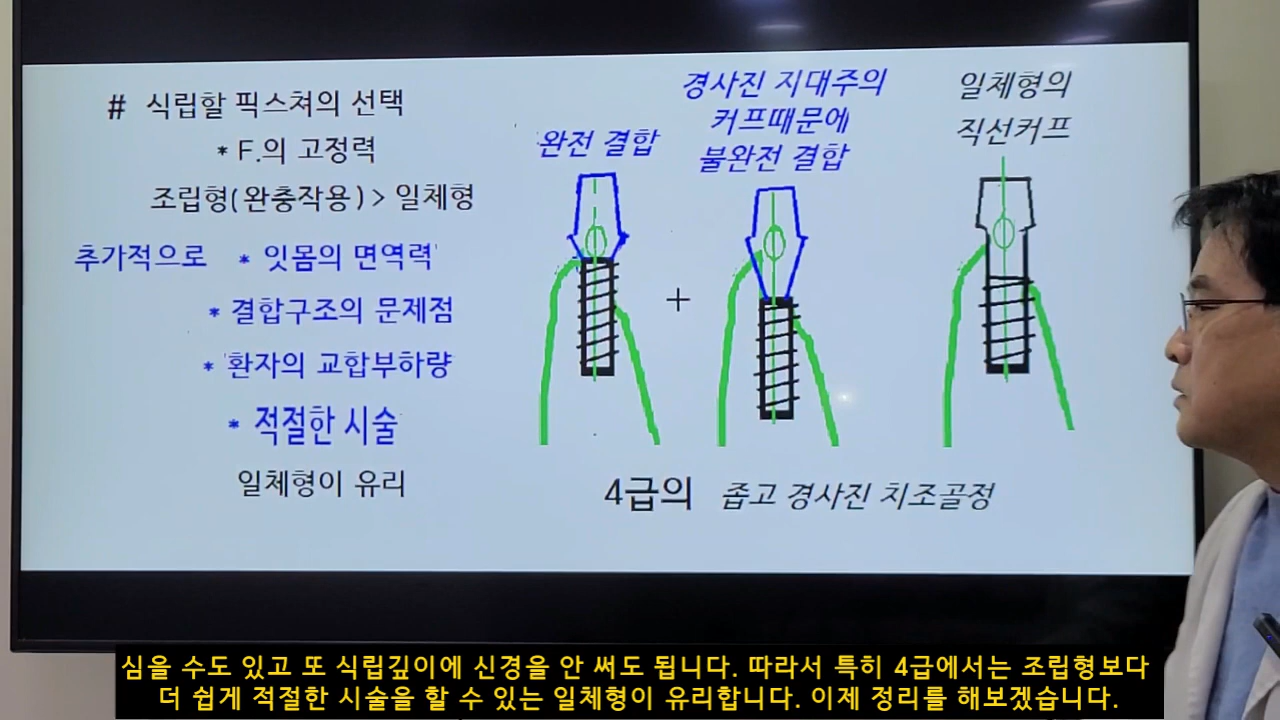 # 식립할 픽스쳐의 선택
* F.의 고정력
조립형(완충작용) > 일체형
추가적으로 * 잇몸의 면역력'
* 결합구조의 문제점
* '환자의 교합부하량
* 적절한 시술
일체형이 유리
완전 결합
경사진 지대주의
커프때문에
불완전 결합
일체형의
직선커프
+
4급의 좁고 경사진 치조골정
심을 수도 있고 또 식립깊이에 신경을 안 써도 됩니다. 따라서 특히 4급에서는 조립형보다
더 쉽게 적절한 시술을 할 수 있는 일체형이 유리합니다. 이제 정리를 해보겠습니다.